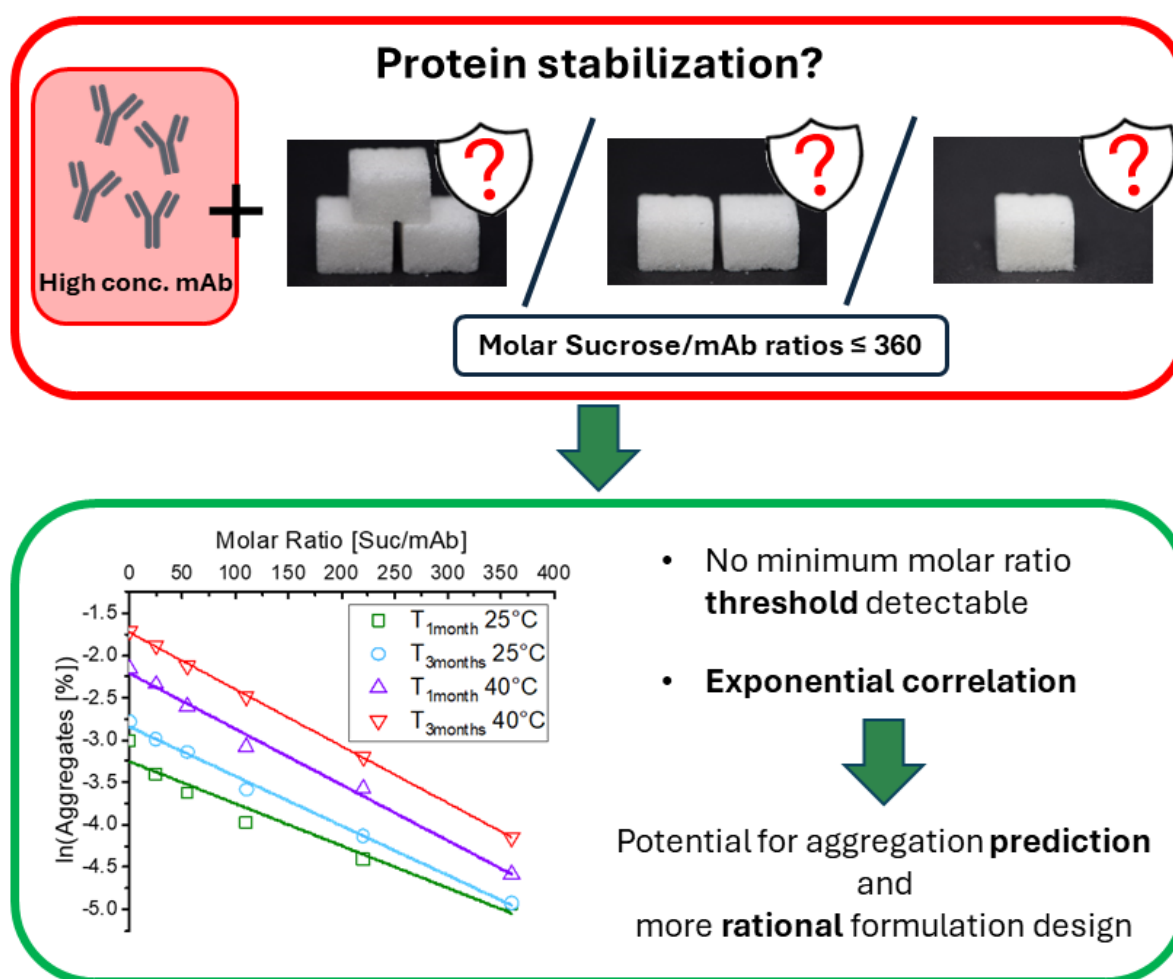 Protein stabilization?
?
?
?
+
High conc. mAb
Molar Sucrose/mAb ratios ≤ 360
Molar Ratio [Suc/mAb]
0 50 100 150 200 250 300 350 400
ln(Aggregates [%])
-1.5
-2.0
-2.5
-3.0
-3.5
-4.0
-4.5
-5.0
T1month 25°C
T3months 25°C
T1month 40°C
T3months 40°C
• No minimum molar ratio
threshold detectable
• Exponential correlation
Potential for aggregation prediction
and
more rational formulation design